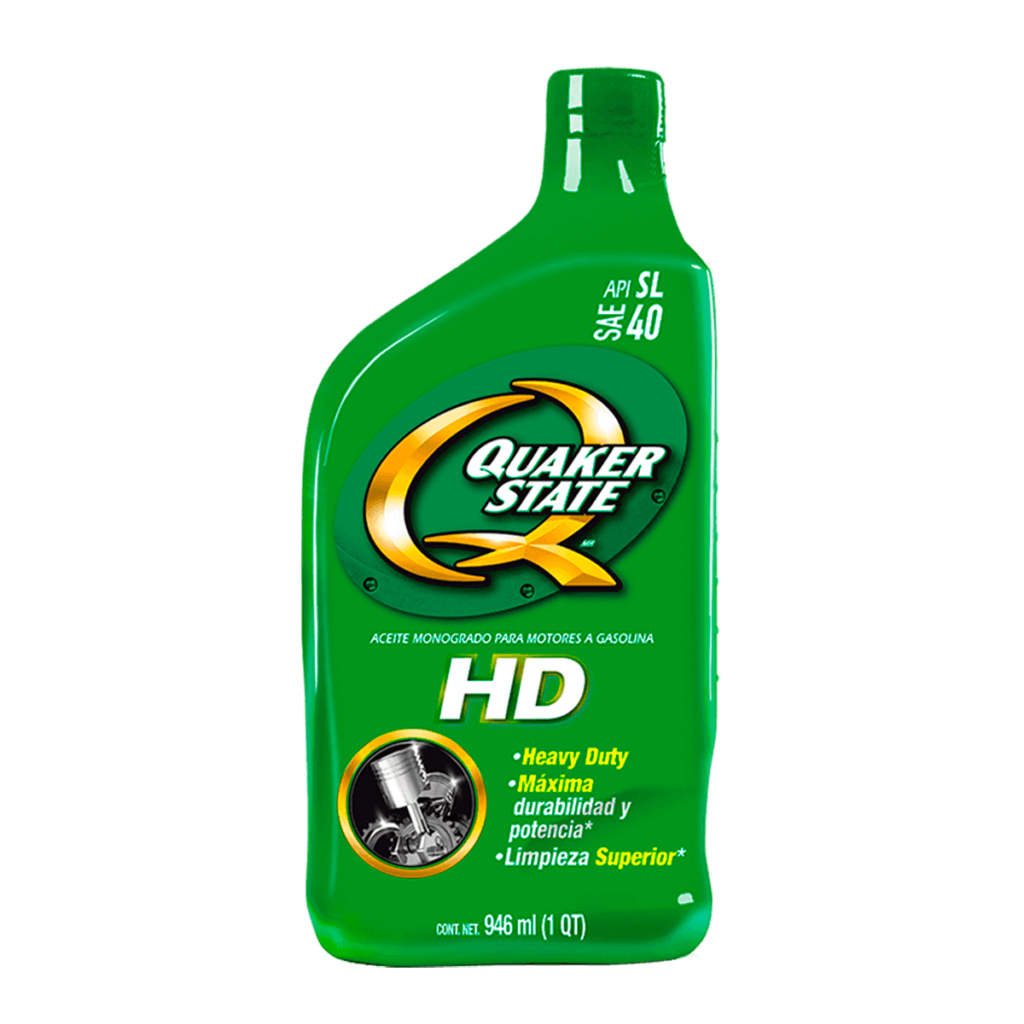 API SL
SAE 40
QUAKER
STATE
MR
ACEITE MONOGRADO PARA MOTORES A GASOLINA
HD
•Heavy Duty
•Máxima
durabilidad y
potencia*
•Limpieza Superior*
CONT. NET. 946 ml (1 QT)